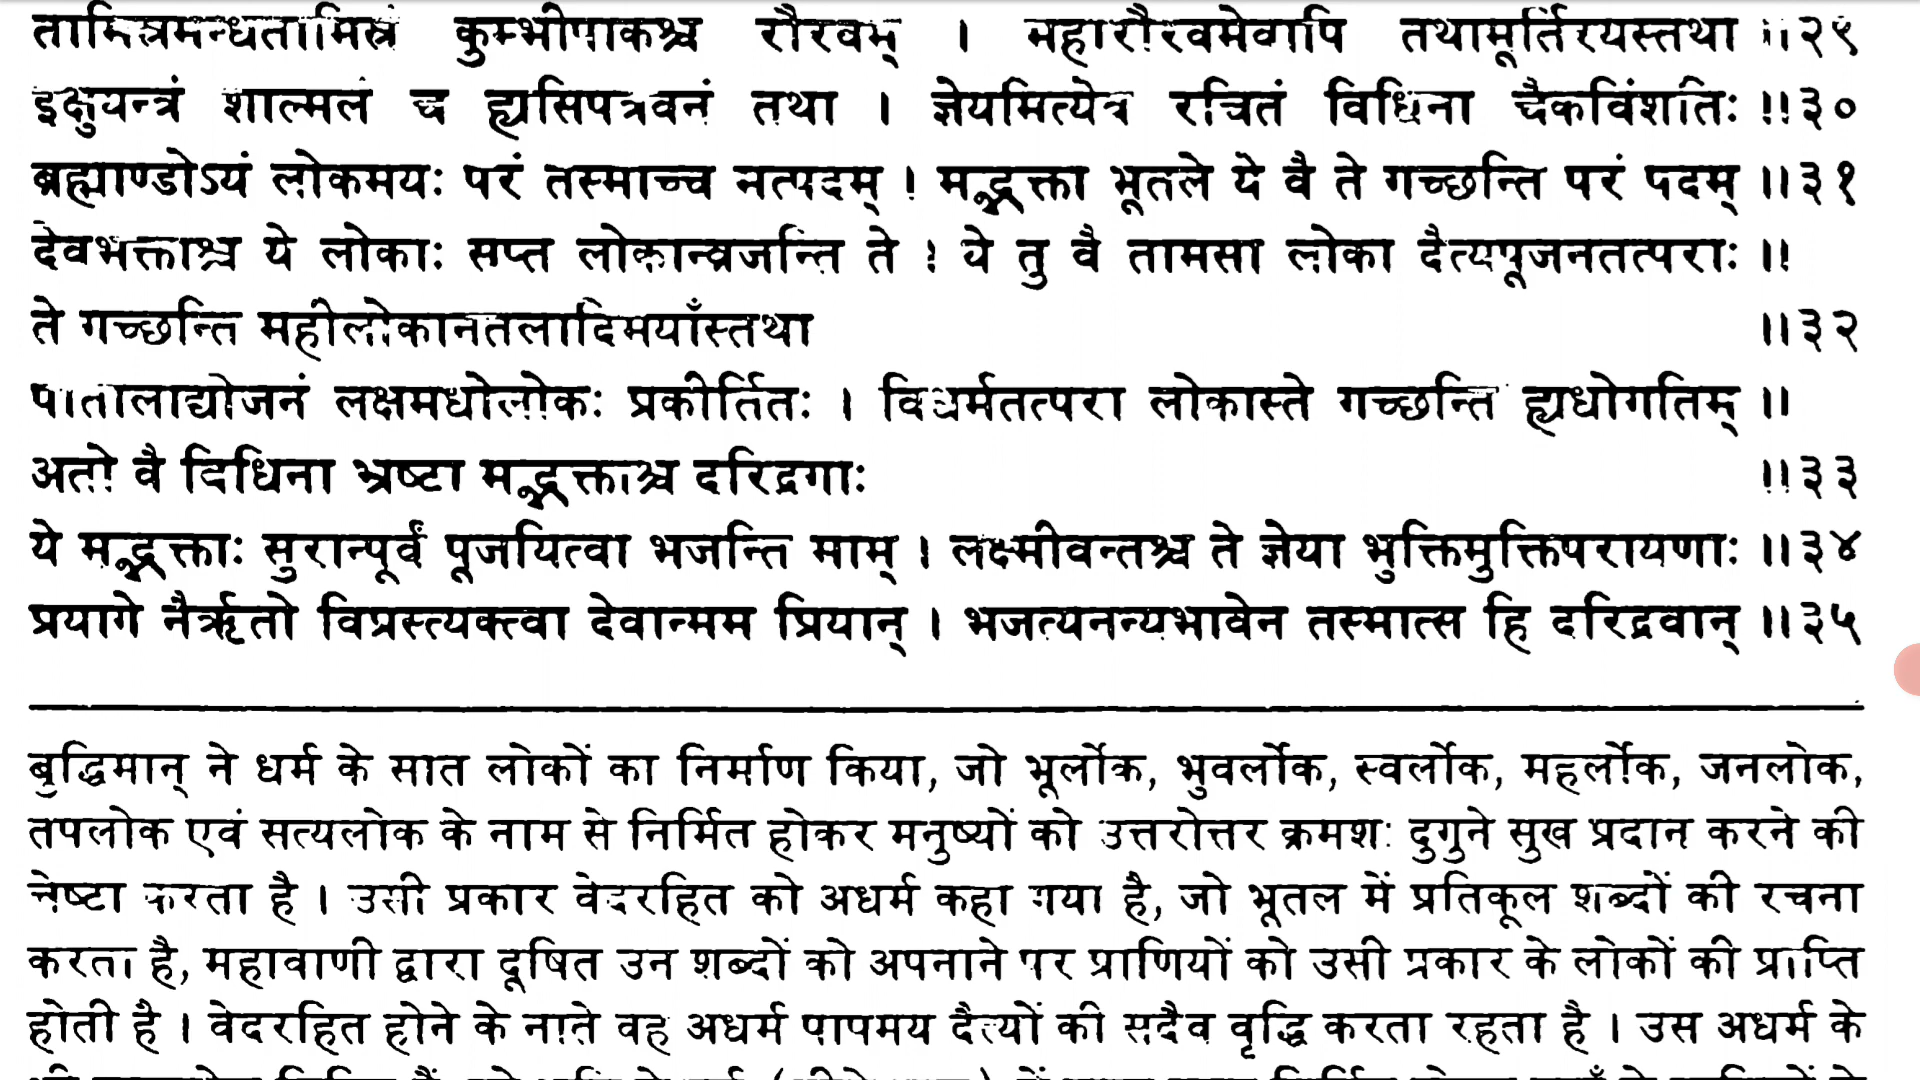 तामिस्रमन्धतामिस्रं कुम्भीपाकश्च रौरवम् । महारौरवमेवापि तथामूर्तिरयस्तथा ॥२९
इक्षुयन्त्रं शाल्मलं च ह्यसिपत्रवनं तथा । ज्ञेयमित्येव रचितं विधिना चैकविंशतिः ॥३०
ब्रह्माण्डोऽयं लोकमयः परं तस्माच्च मत्पदम् । मद्भक्ता भूतले ये वै ते गच्छन्ति परं पदम् ॥३१
देवभक्ताश्च ये लोकाः सप्त लोकान्व्रजन्ति ते । ये तु वै तामसा लोका दैत्यपूजनतत्पराः ॥
ते गच्छन्ति महीलोकानतलादिमयाँस्तथा ॥३२
पातालाद्योजनं लक्षमधोलोकः प्रकीर्तितः । विधर्मतत्परा लोकास्ते गच्छन्ति ह्यधोगतिम् ॥
अतो वै विधिना भ्रष्टा मद्भक्ताश्च दरिद्रगाः ॥३३
ये मद्भक्ताः सुरान्पूर्वं पूजयित्वा भजन्ति माम् । लक्ष्मीवन्तश्च ते ज्ञेया भुक्तिमुक्तिपरायणाः ॥३४
प्रयागे नैर्ऋतो विप्रस्त्यक्त्वा देवान्मम प्रियान् । भजत्यनन्यभावेन तस्मात्स हि दरिद्रवान् ॥३५
बुद्धिमान् ने धर्म के सात लोकों का निर्माण किया, जो भूर्लोक, भुवर्लोक, स्वर्लोक, महर्लोक, जनलोक,
तपलोक एवं सत्यलोक के नाम से निर्मित होकर मनुष्यों को उत्तरोत्तर क्रमशः दुगुने सुख प्रदान करने की
चेष्टा करता है । उसी प्रकार वेदरहित को अधर्म कहा गया है, जो भूतल में प्रतिकूल शब्दों की रचना
करता है, महावाणी द्वारा दूषित उन शब्दों को अपनाने पर प्राणियों को उसी प्रकार के लोकों की प्राप्ति
होती है । वेदरहित होने के नाते वह अधर्म पापमय दैत्यों की सदैव वृद्धि करता रहता है । उस अधर्म के